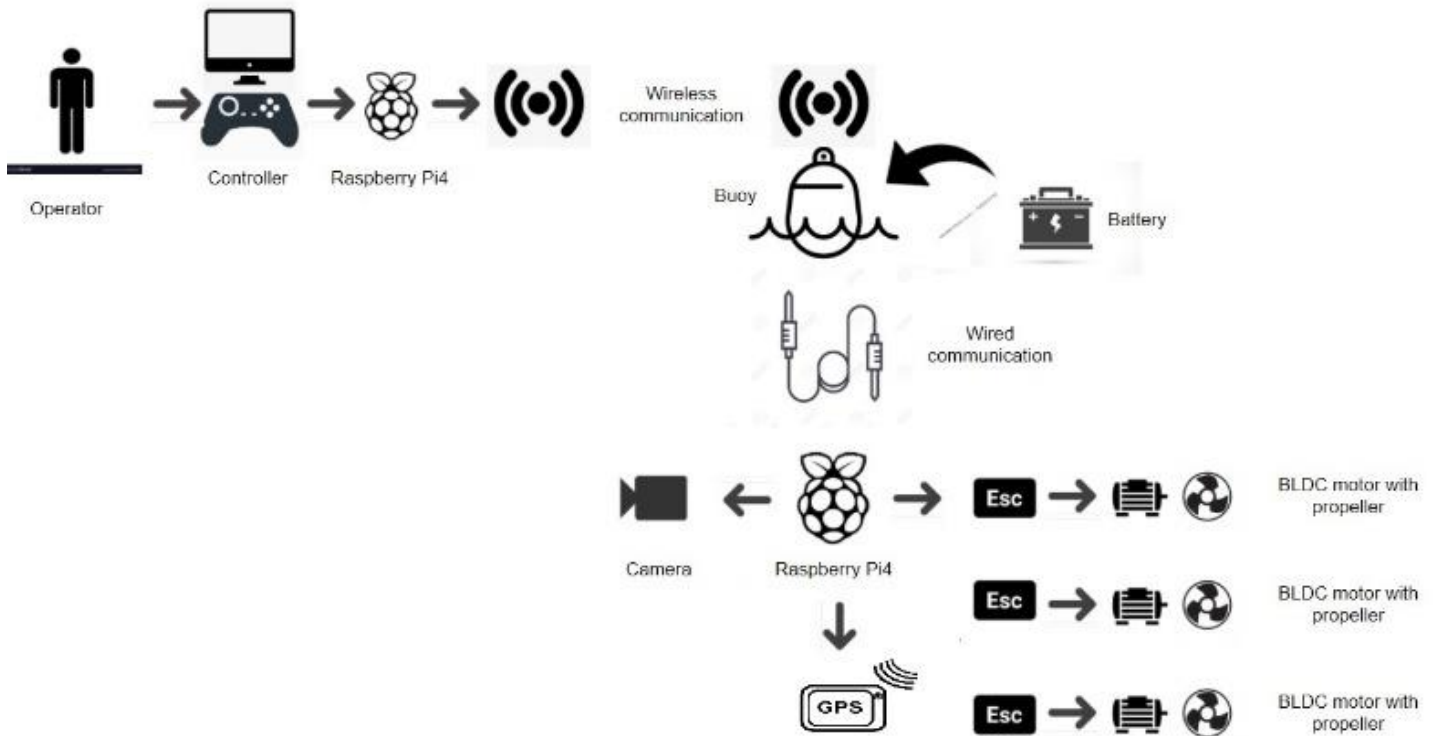 Wireless
communication
Controller
Raspberry Pi4
Operator
Buoy
+ -
Battery
Wired
communication
Esc
BLDC motor with
propeller
Camera
Raspberry Pi4
Esc
BLDC motor with
propeller
GPS
Esc
BLDC motor with
propeller